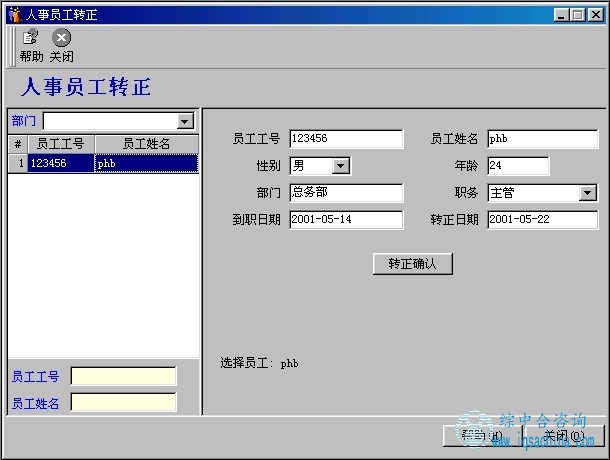 人事员工转正
帮助 关闭
人事员工转正
部门
# 员工工号 员工姓名
1 123456 phb
员工工号 123456 员工姓名 phb
性别 男 年龄 24
部门 总务部 职务 主管
到职日期 2001-05-14 转正日期 2001-05-22
转正确认
选择员工: phb
员工工号
员工姓名
综中合咨询
关闭(C)